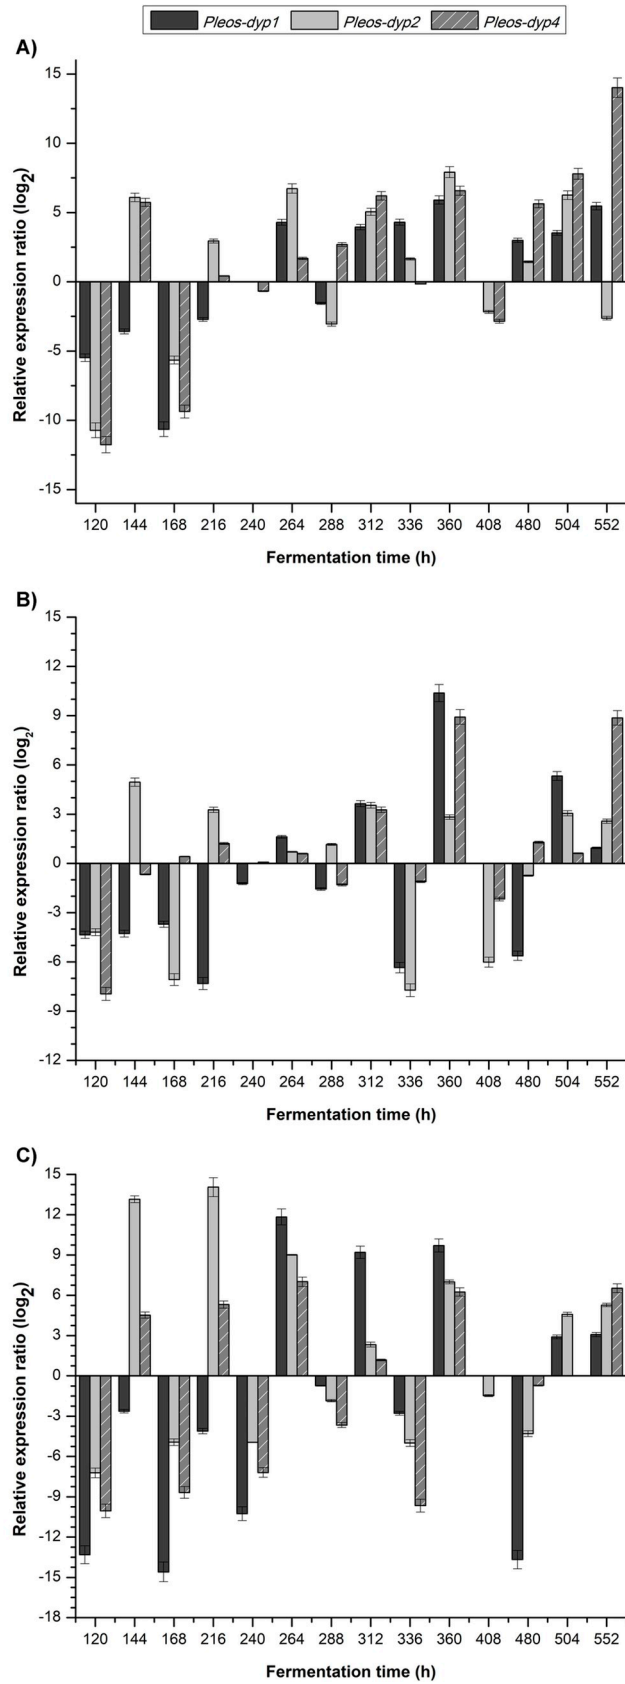 Pleos-dyp1 Pleos-dyp2 Pleos-dyp4
A)
Relative expression ratio (log2)
15
10
5
0
-5
-10
-15
120 144 168 216 240 264 288 312 336 360 408 480 504 552
Fermentation time (h)
B)
Relative expression ratio (log2)
15
12
9
6
3
0
-3
-6
-9
-12
120 144 168 216 240 264 288 312 336 360 408 480 504 552
Fermentation time (h)
C)
Relative expression ratio (log2)
15
12
9
6
3
0
-3
-6
-9
-12
-15
-18
120 144 168 216 240 264 288 312 336 360 408 480 504 552
Fermentation time (h)